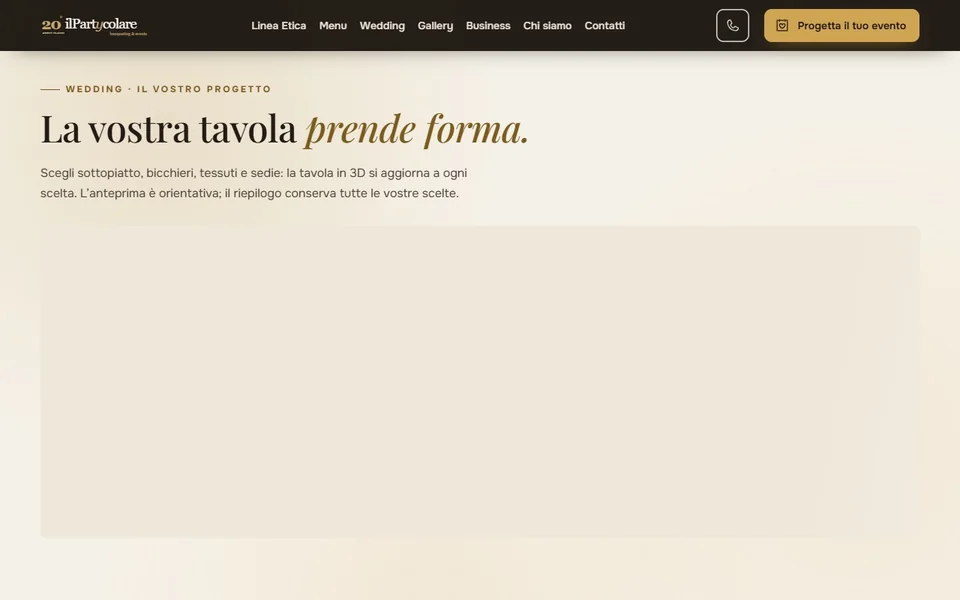 20 ilPartycolare
banqueting & events
Linea Etica Menu Wedding Gallery Business Chi siamo Contatti
Progetta il tuo evento
WEDDING · IL VOSTRO PROGETTO
La vostra tavola prende forma.
Scegli sottopiatto, bicchieri, tessuti e sedie: la tavola in 3D si aggiorna a ogni
scelta. L'anteprima è orientativa; il riepilogo conserva tutte le vostre scelte.